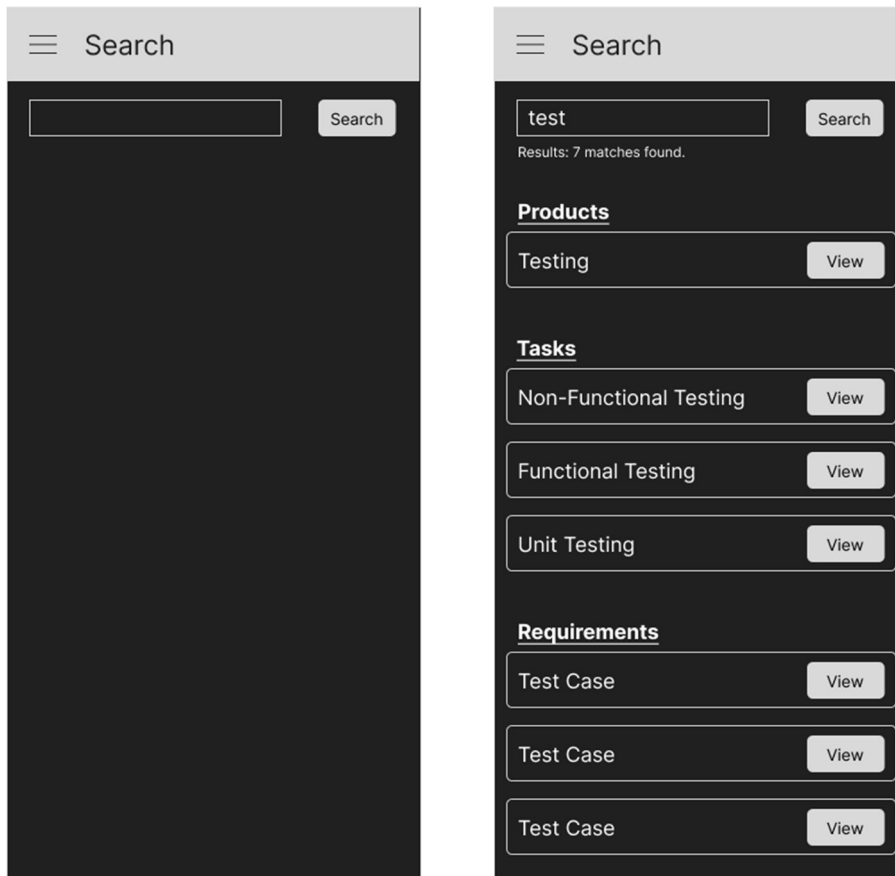 Search
Search
Search
test
Search
Results: 7 matches found.
Products
Testing
View
Tasks
Non-Functional Testing
View
Functional Testing
View
Unit Testing
View
Requirements
Test Case
View
Test Case
View
Test Case
View